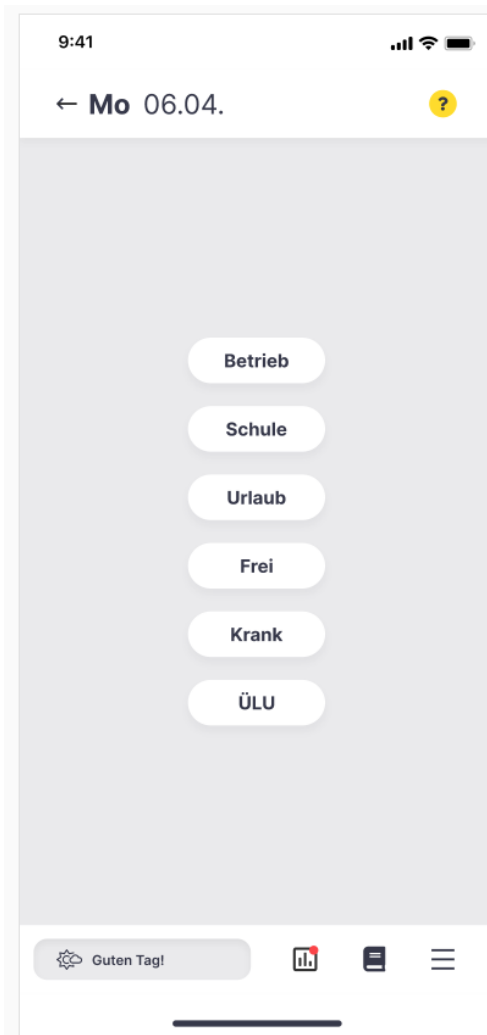 9:41
← Mo 06.04.
?
Betrieb
Schule
Urlaub
Frei
Krank
ÜLU
Guten Tag!